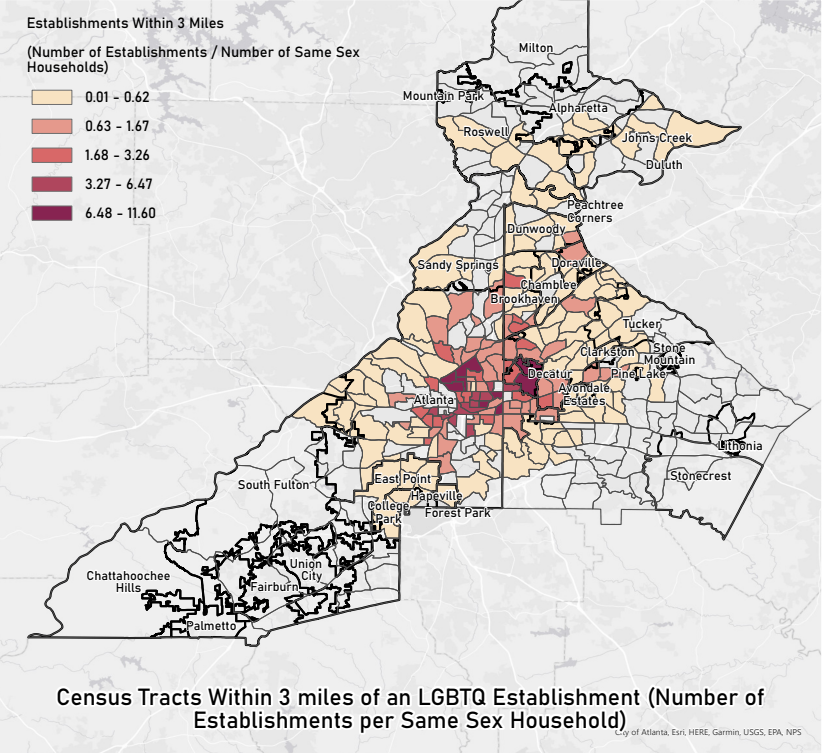 Establishments Within 3 Miles
(Number of Establishments / Number of Same Sex
Households)
0.01 - 0.62
0.63 - 1.67
1.68 - 3.26
3.27 - 6.47
6.48 - 11.60
Milton
Mountain Park
Alpharetta
Roswell
Johns Creek
Duluth
Peachtree
Corners
Dunwoody
Sandy Springs
Doraville
Chamblee
Brookhaven
Tucker
Clarkston
Stone
Mountain
Decatur
Pine Lake
Avondale
Estates
Atlanta
Lithonia
Stonecrest
East Point
South Fulton
Hapeville
College
Park
Forest Park
Union
City
Chattahoochee
Hills
Fairburn
Palmetto
Census Tracts Within 3 miles of an LGBTQ Establishment (Number of
Establishments per Same Sex Household)
City of Atlanta, Esri, HERE, Garmin, USGS, EPA, NPS